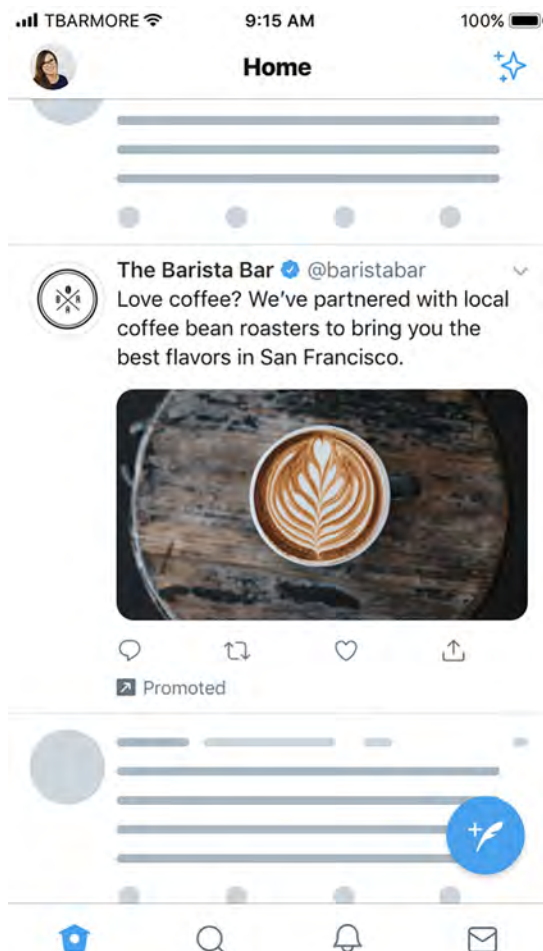 TBARMORE 9:15 AM 100%
Home
The Barista Bar @baristabar
Love coffee? We’ve partnered with local
coffee bean roasters to bring you the
best flavors in San Francisco.
Promoted